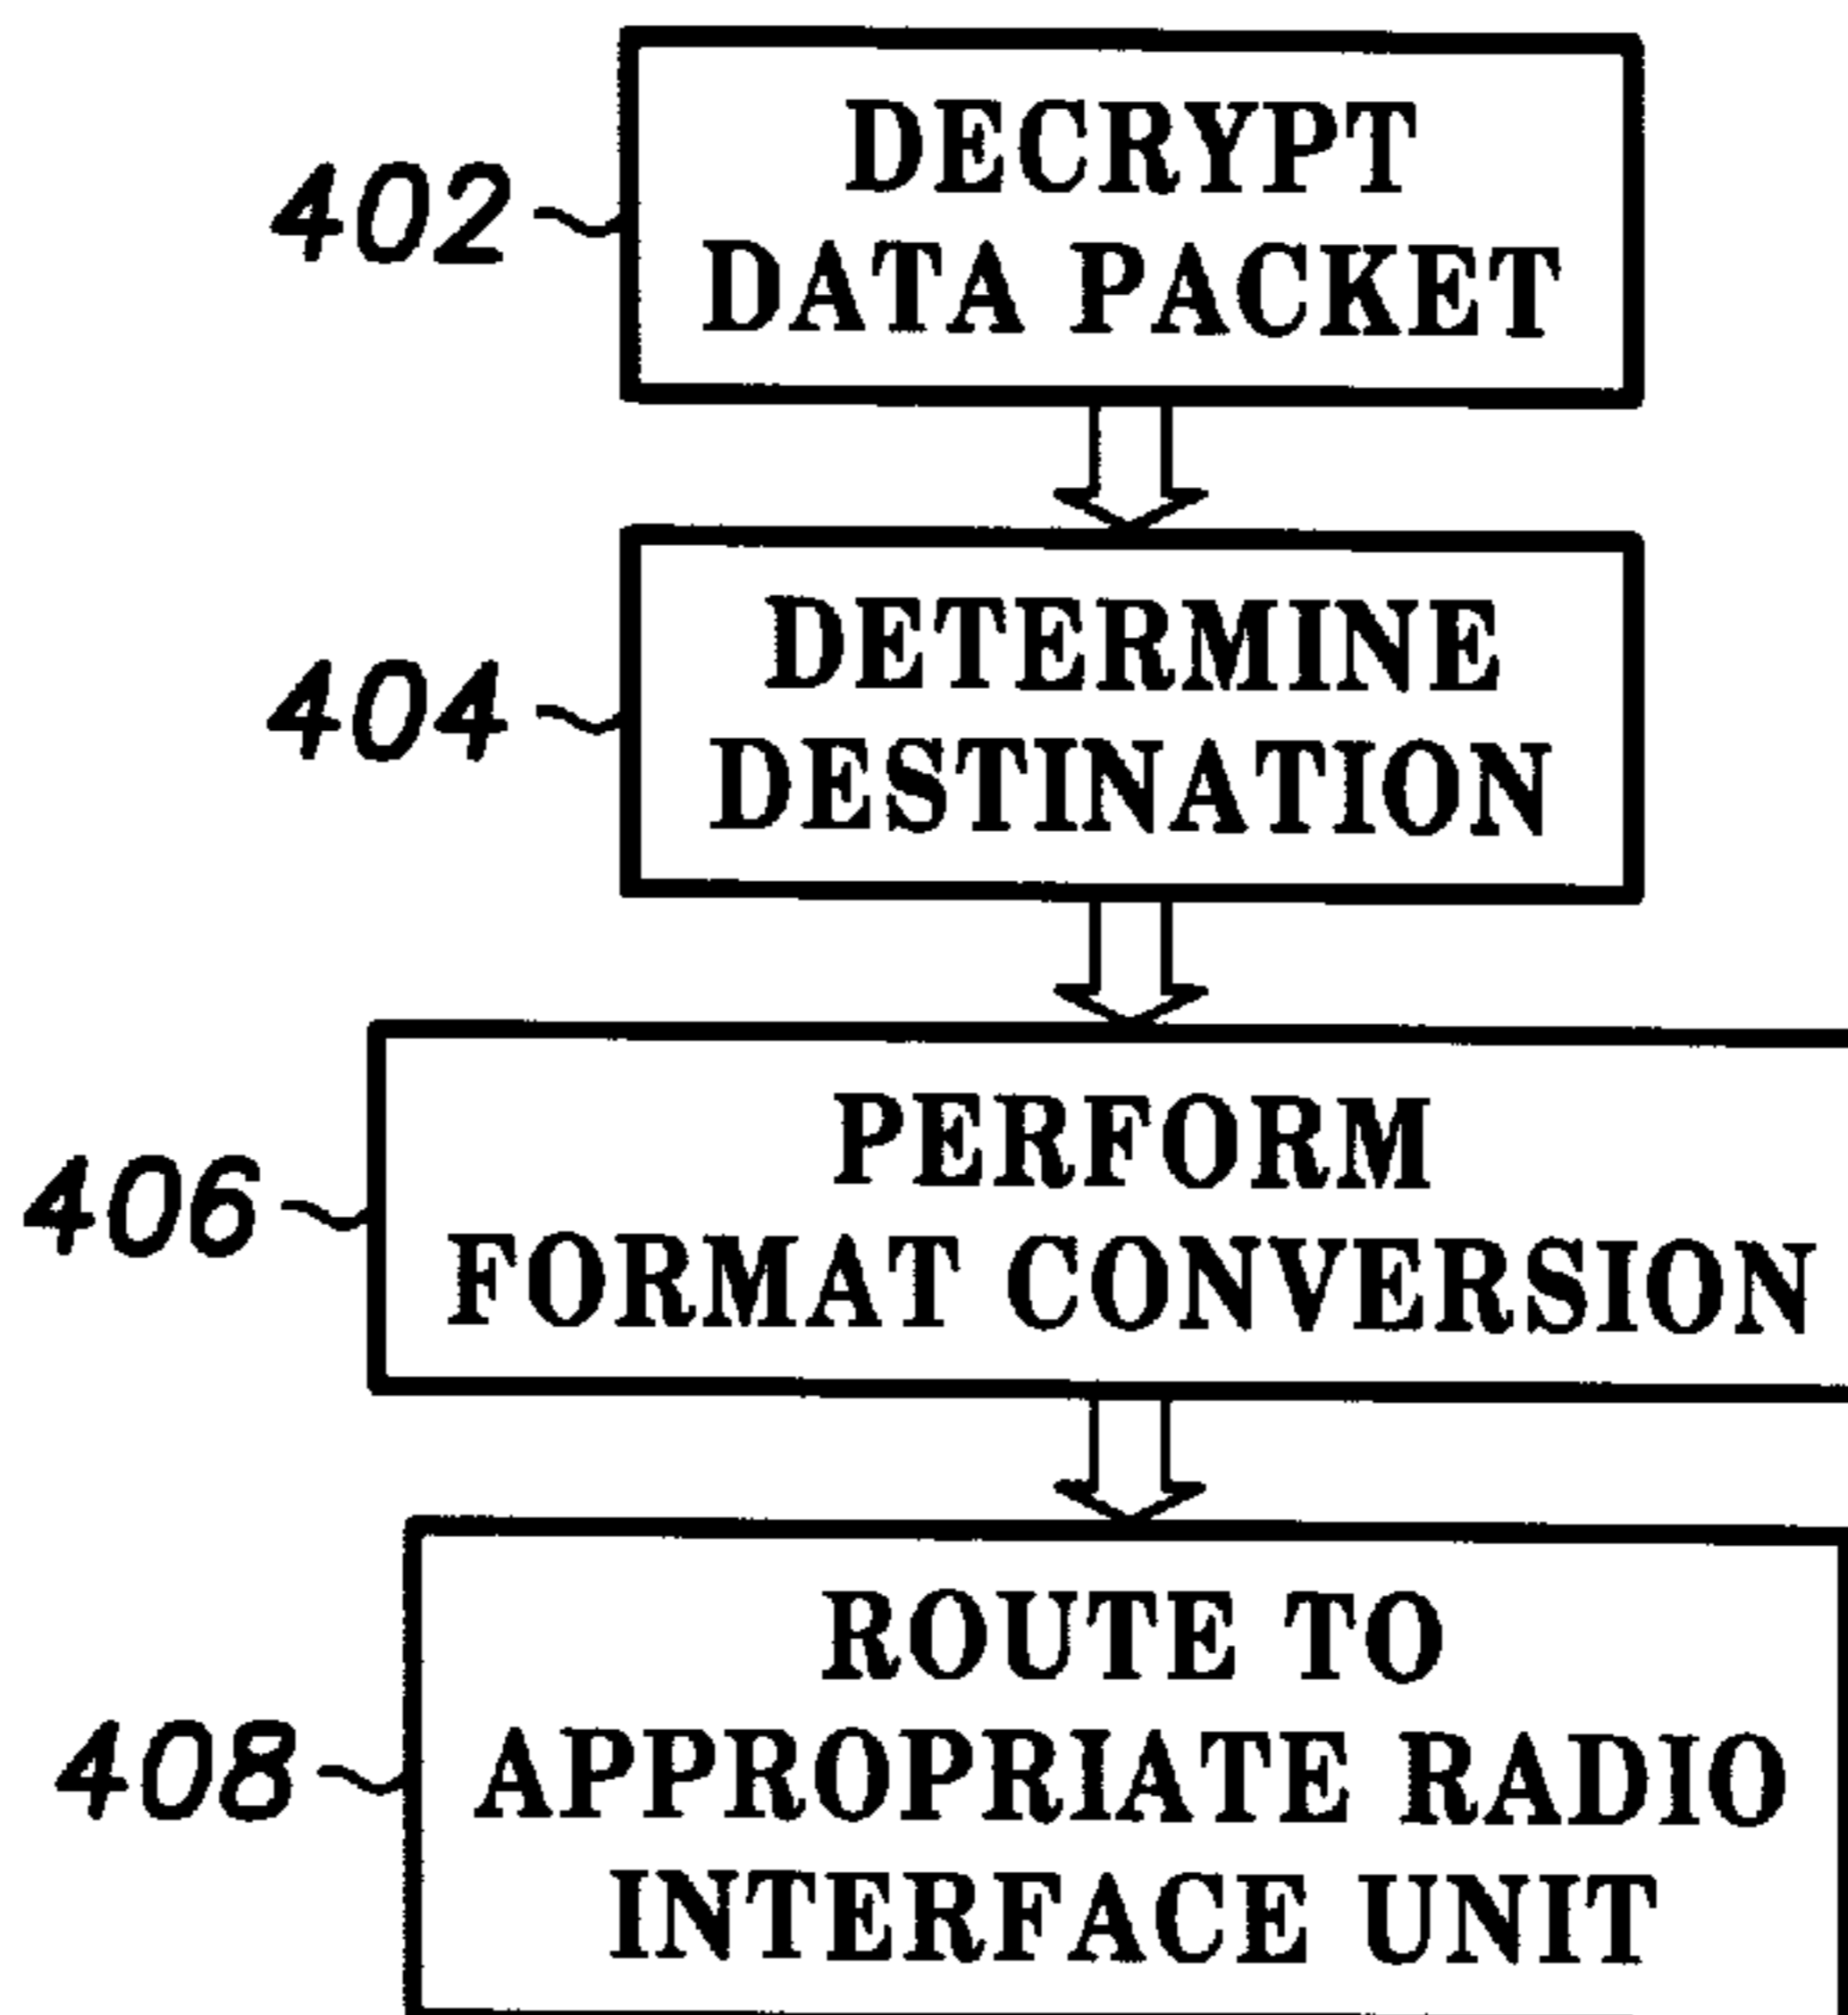 402
DECRYPT
DATA PACKET
404
DETERMINE
DESTINATION
406
PERFORM
FORMAT CONVERSION
408
ROUTE TO
APPROPRIATE RADIO
INTERFACE UNIT